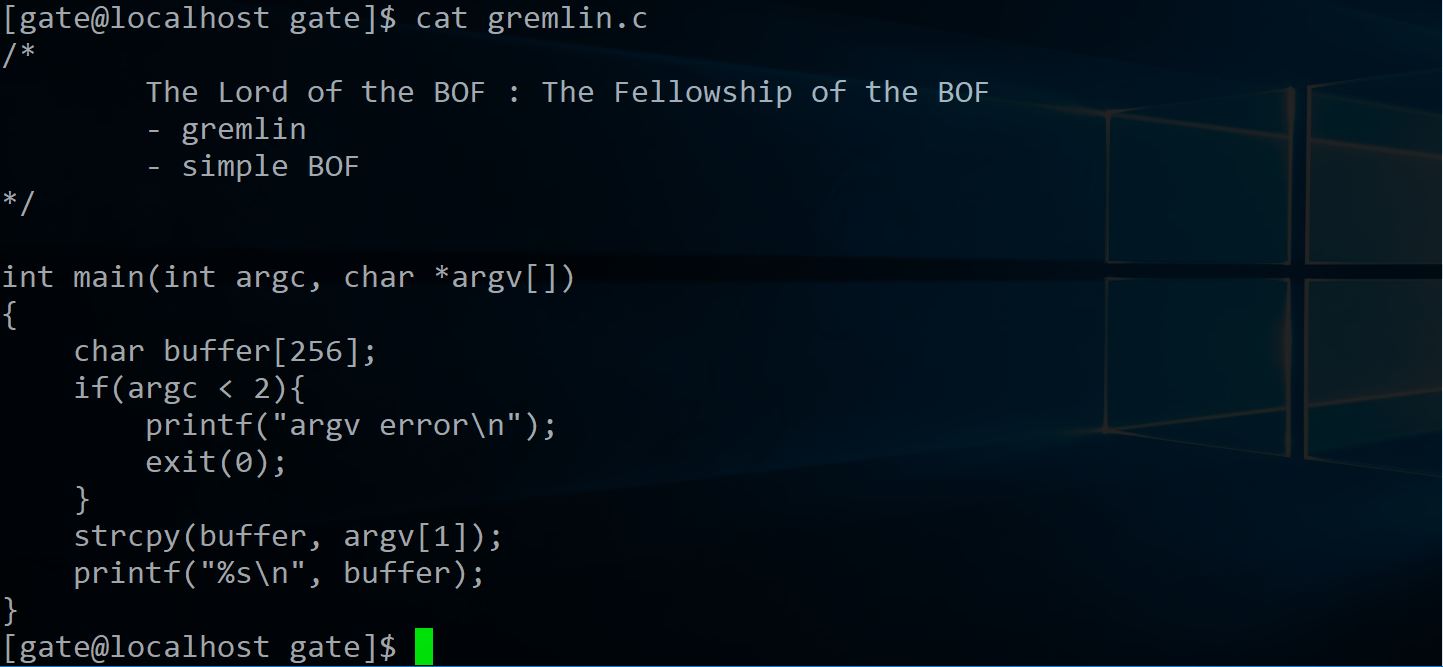 [gate@localhost gate]$ cat gremlin.c
/*
        The Lord of the BOF : The Fellowship of the BOF
        - gremlin
        - simple BOF
*/

int main(int argc, char *argv[])
{
    char buffer[256];
    if(argc < 2){
        printf("argv error\n");
        exit(0);
    }
    strcpy(buffer, argv[1]);
    printf("%s\n", buffer);
}
[gate@localhost gate]$